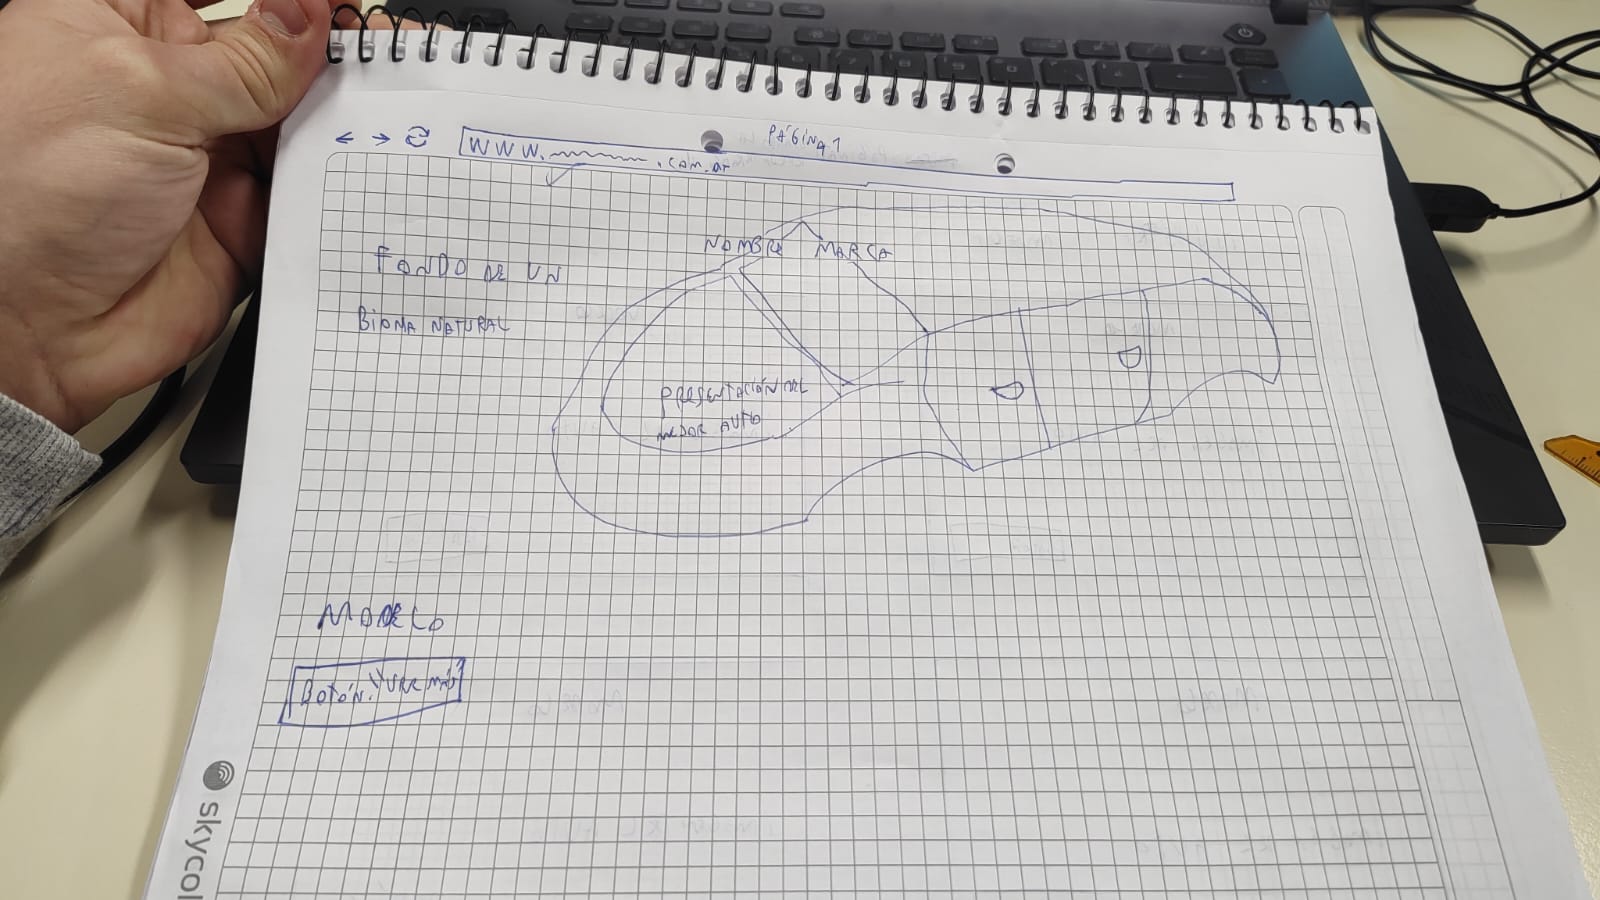 PÁGINA 1
WWW. .com.ar
NOMBRE MARCA
FONDO DE UN
BIOMA NATURAL
PRESENTACIÓN DEL
MEJOR AUTO
MODELO
BOTÓN: "VER MÁS"
skycol